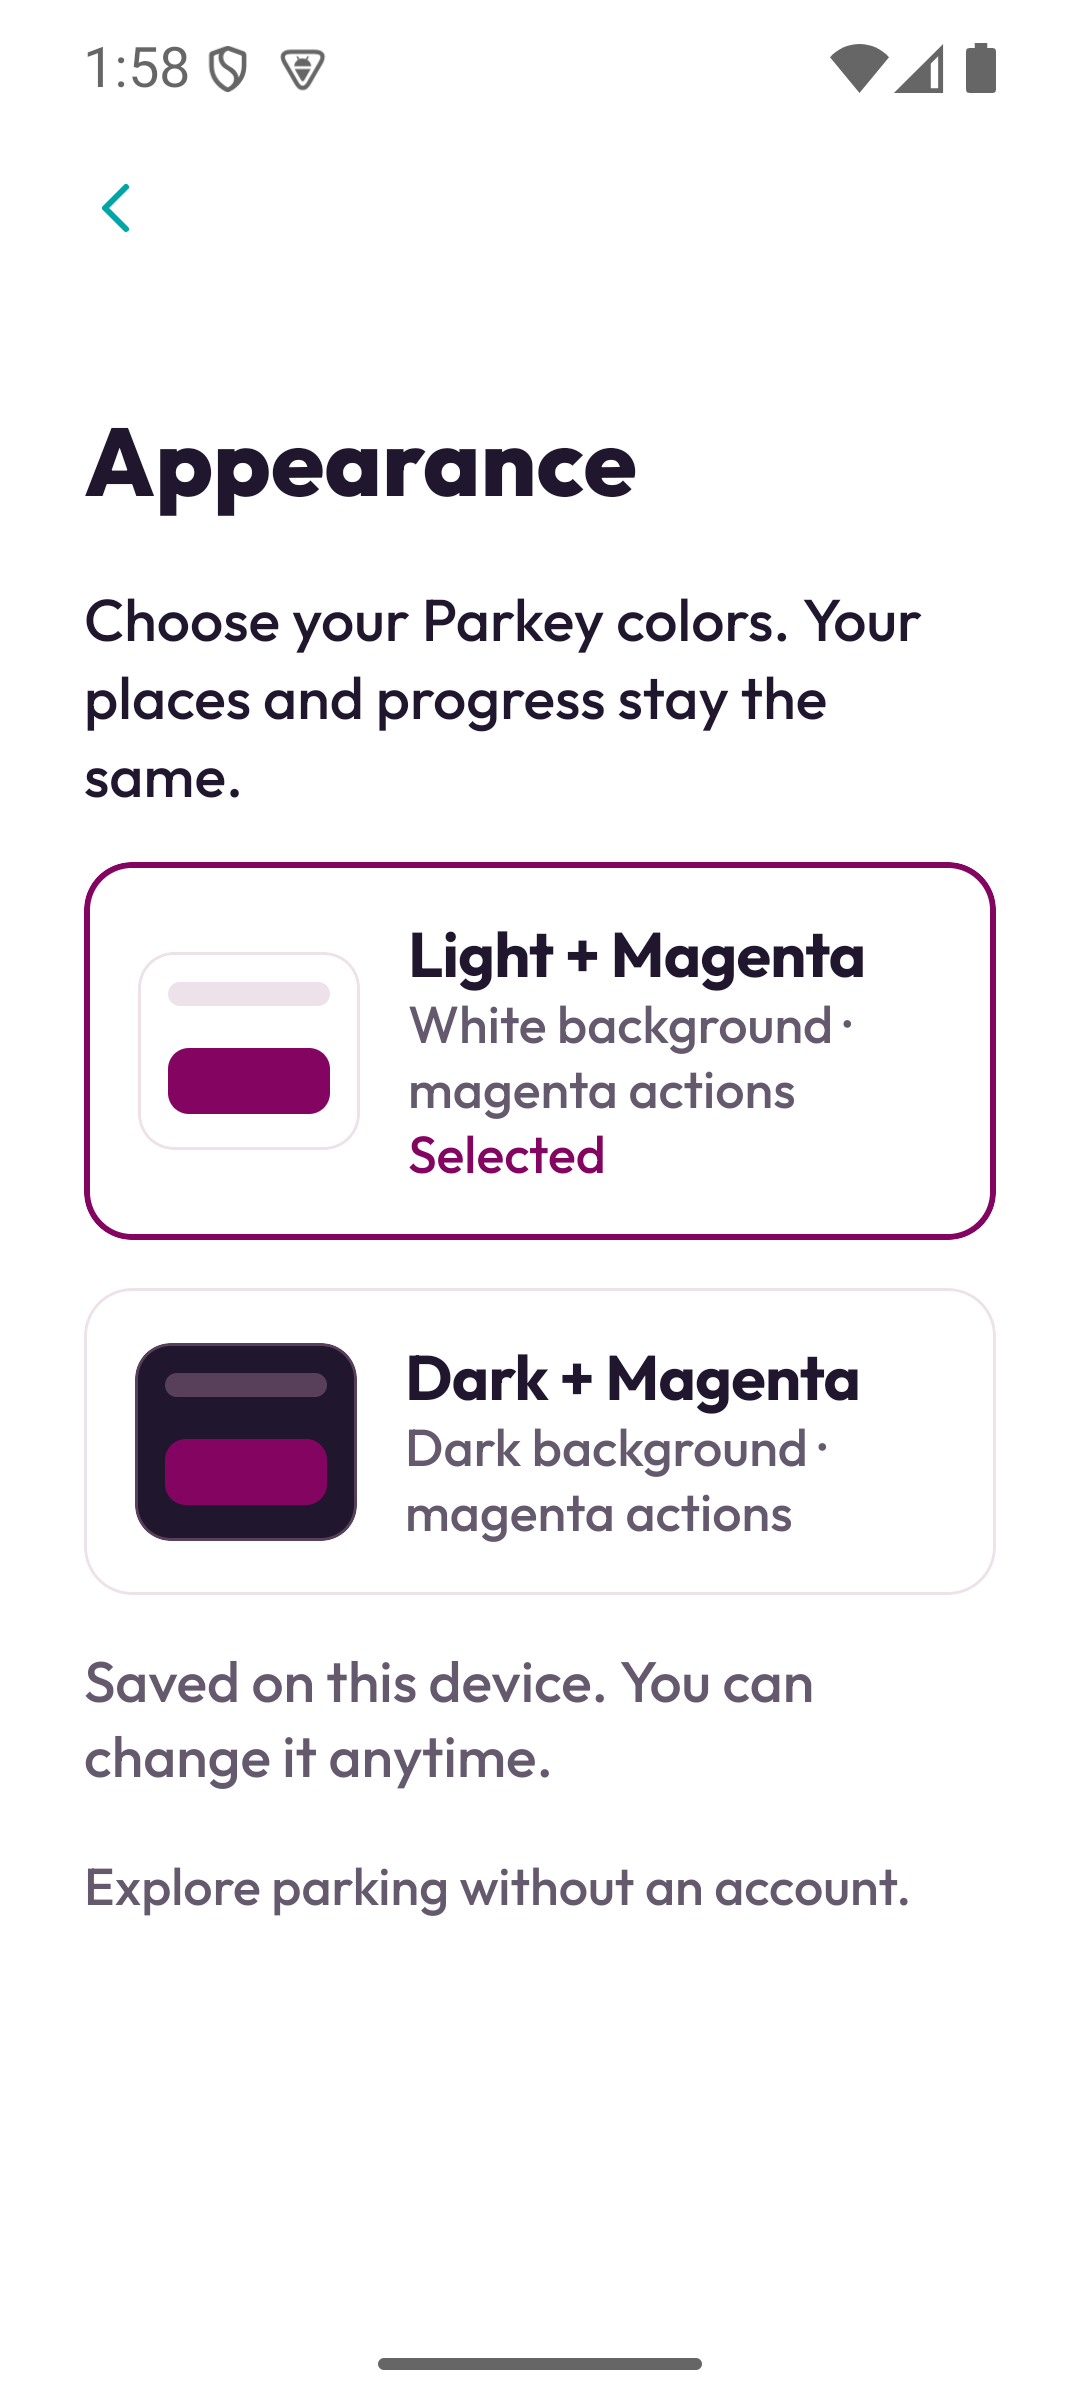 1:58
Appearance
Choose your Parkey colors. Your
places and progress stay the
same.
Light + Magenta
White background ·
magenta actions
Selected
Dark + Magenta
Dark background ·
magenta actions
Saved on this device. You can
change it anytime.
Explore parking without an account.